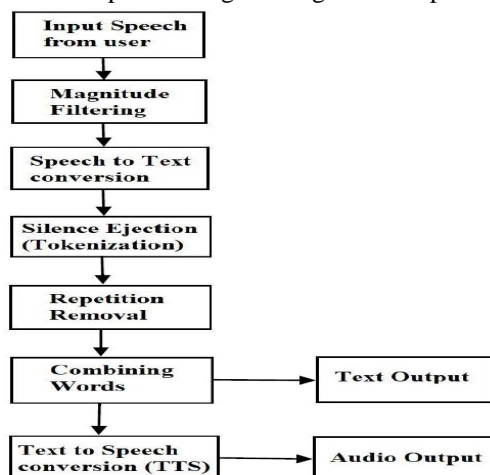 Input Speech
from user
Magnitude
Filtering
Speech to Text
conversion
Silence Ejection
(Tokenization)
Repetition
Removal
Combining
Words
Text Output
Text to Speech
conversion (TTS)
Audio Output